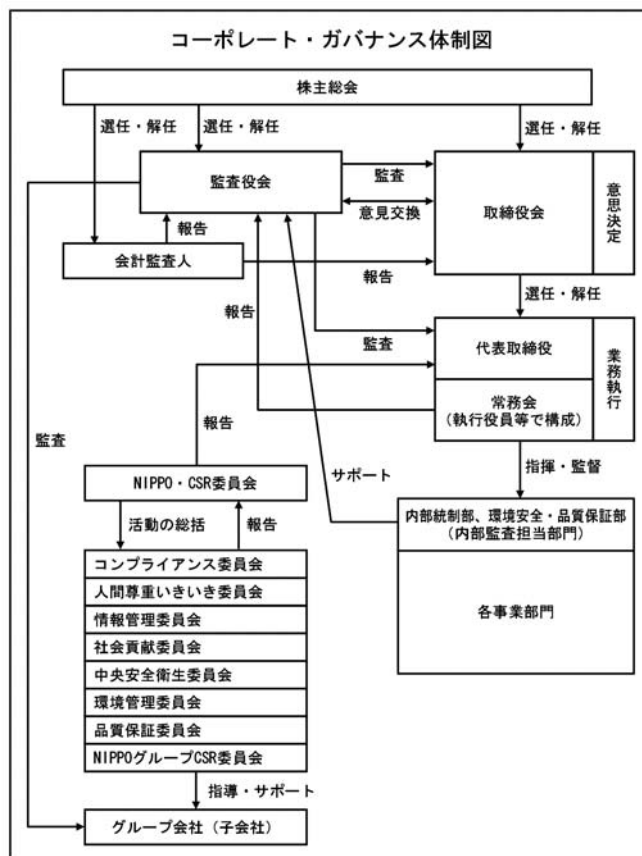 コーポレート・ガバナンス体制図
株主総会
選任・解任
選任・解任
選任・解任
監査役会
監査
意見交換
取締役会
意思決定
報告
会計監査人
報告
選任・解任
報告
監査
代表取締役
業務執行
常務会
(執行役員等で構成)
報告
監査
指揮・監督
サポート
NIPPO・CSR委員会
活動の総括
報告
内部統制部、環境安全・品質保証部
(内部監査担当部門)
コンプライアンス委員会
人間尊重いきいき委員会
情報管理委員会
社会貢献委員会
中央安全衛生委員会
環境管理委員会
品質保証委員会
NIPPOグループCSR委員会
各事業部門
指導・サポート
グループ会社(子会社)